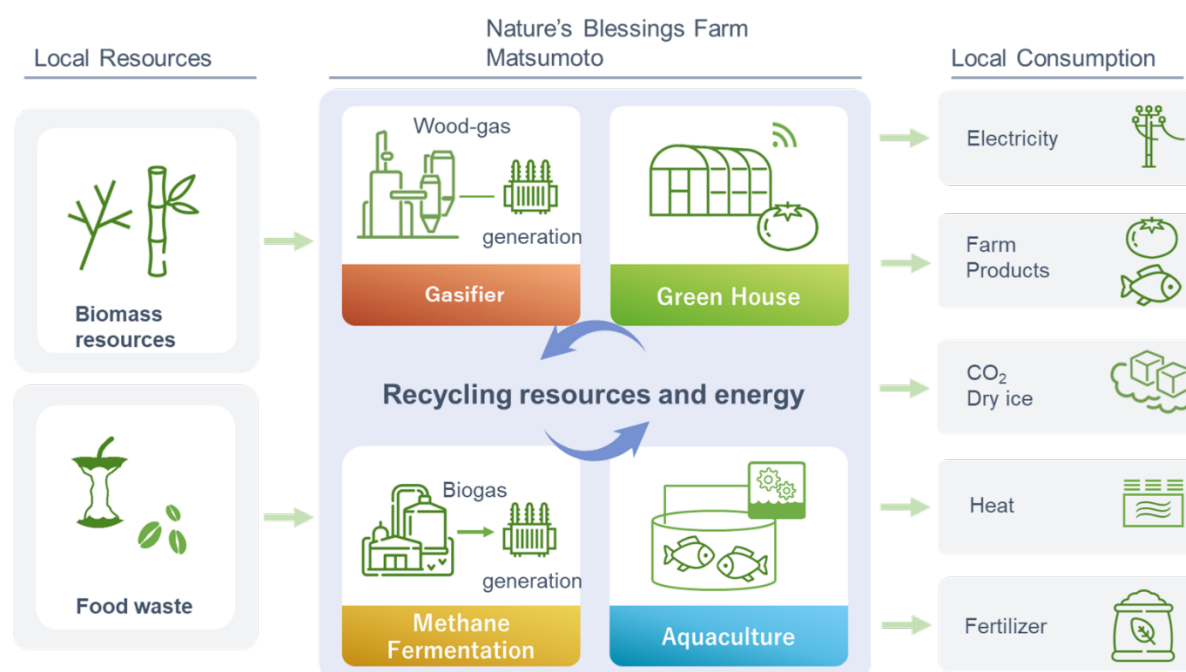 Local Resources
Nature's Blessings Farm
Matsumoto
Local Consumption
Biomass
resources
Food waste
Wood-gas
generation
Gasifier
Green House
Recycling resources and energy
Biogas
generation
Methane
Fermentation
Aquaculture
Electricity
Farm
Products
CO₂
Dry ice
Heat
Fertilizer